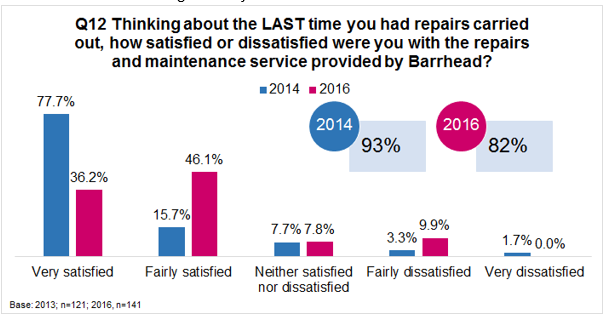 Q12 Thinking about the LAST time you had repairs carried
out, how satisfied or dissatisfied were you with the repairs
and maintenance service provided by Barrhead?
2014 2016
77.7%
36.2%
15.7%
46.1%
7.7% 7.8%
3.3%
9.9%
1.7% 0.0%
2014
93%
2016
82%
Very satisfied
Fairly satisfied
Neither satisfied
nor dissatisfied
Fairly dissatisfied
Very dissatisfied
Base: 2013; n=121; 2016, n=141